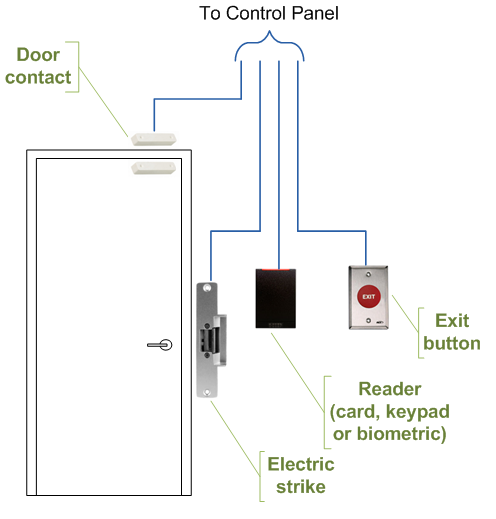 To Control Panel
Door
contact
EXIT
Exit
button
Reader
(card, keypad
or biometric)
Electric
strike